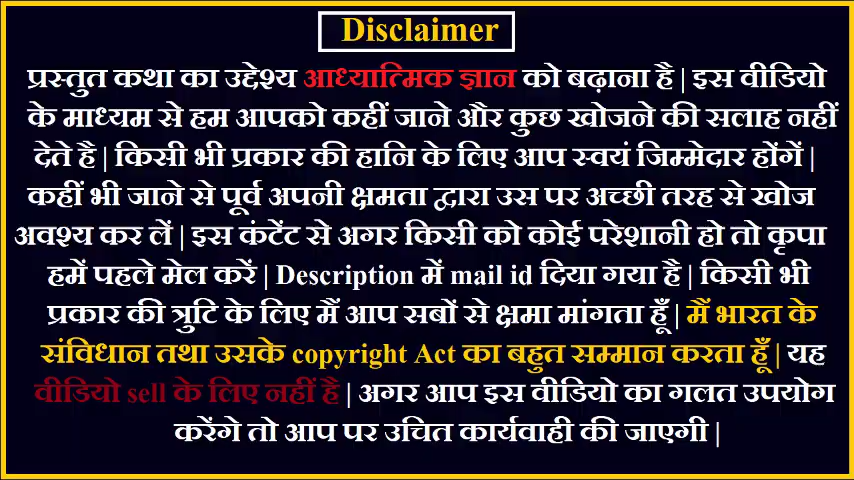 Disclaimer
प्रस्तुत कथा का उद्देश्य आध्यात्मिक ज्ञान को बढ़ाना है | इस वीडियो
के माध्यम से हम आपको कहीं जाने और कुछ खोजने की सलाह नहीं
देते है | किसी भी प्रकार की हानि के लिए आप स्वयं जिम्मेदार होंगें |
कहीं भी जाने से पूर्व अपनी क्षमता द्वारा उस पर अच्छी तरह से खोज
अवश्य कर लें | इस कंटेंट से अगर किसी को कोई परेशानी हो तो कृपा
हमें पहले मेल करें | Description में mail id दिया गया है | किसी भी
प्रकार की त्रुटि के लिए मैं आप सबों से क्षमा मांगता हूँ | मैं भारत के
संविधान तथा उसके copyright Act का बहुत सम्मान करता हूँ | यह
वीडियो sell के लिए नहीं है | अगर आप इस वीडियो का गलत उपयोग
करेंगे तो आप पर उचित कार्यवाही की जाएगी |